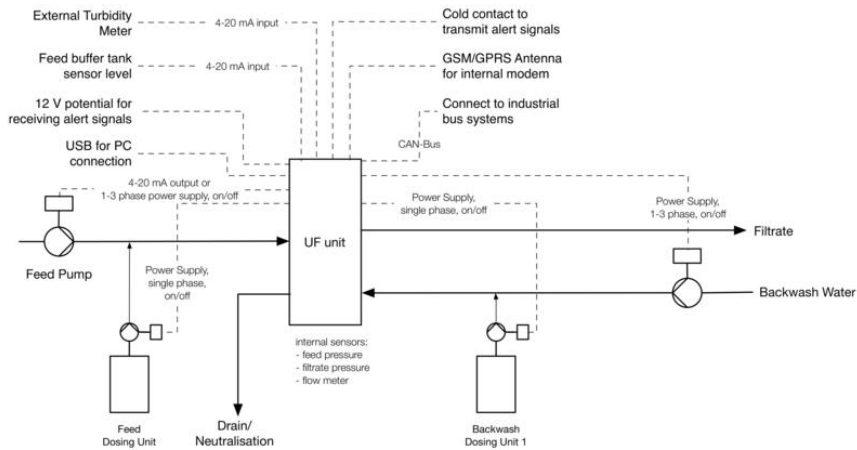 External Turbidity
Meter
4-20 mA input
Cold contact to
transmit alert signals
Feed buffer tank
sensor level
4-20 mA input
GSM/GPRS Antenna
for internal modem
12 V potential for
receiving alert signals
Connect to industrial
bus systems
CAN-Bus
USB for PC
connection
4-20 mA output or
1-3 phase power supply, on/off
Power Supply,
single phase, on/off
Power Supply,
1-3 phase, on/off
UF unit
Filtrate
Feed Pump
Power Supply,
single phase,
on/off
Backwash Water
internal sensors:
- feed pressure
- filtrate pressure
- flow meter
Feed
Dosing Unit
Drain/
Neutralisation
Backwash
Dosing Unit 1